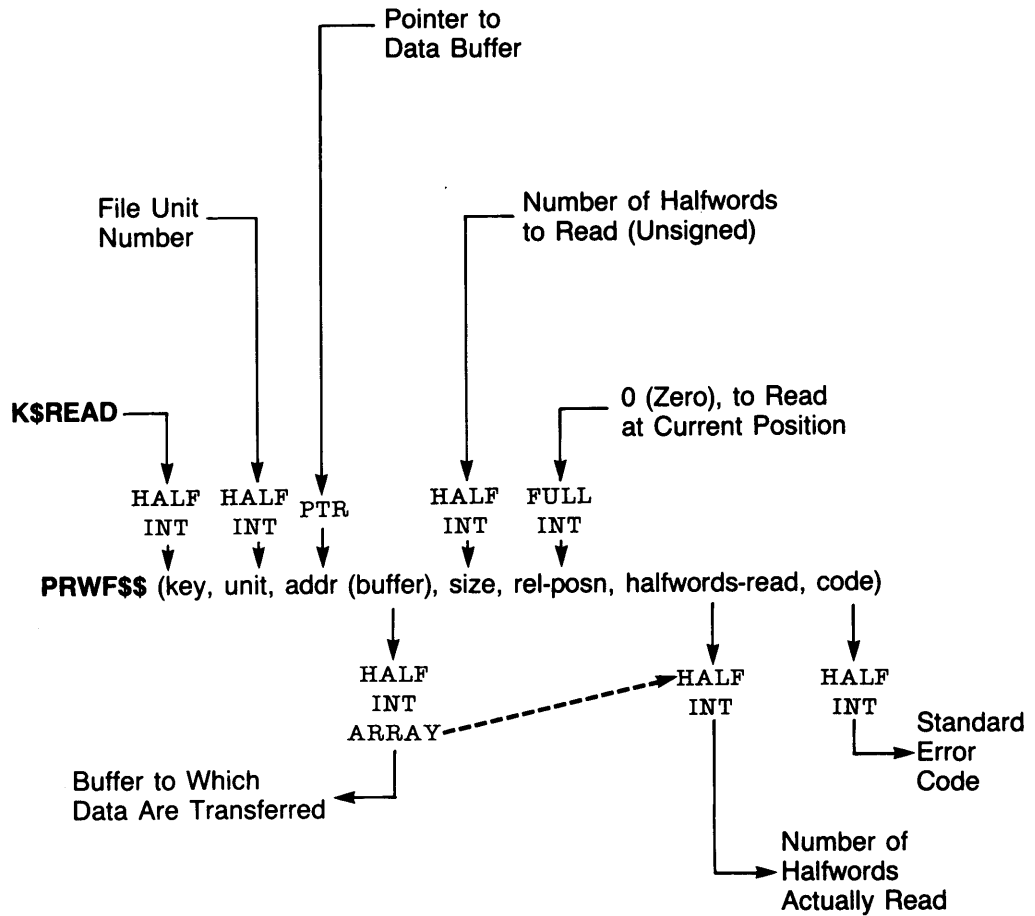 Pointer to
Data Buffer
File Unit
Number
Number of Halfwords
to Read (Unsigned)
K$READ
0 (Zero), to Read
at Current Position
HALF
INT
HALF
INT
PTR
HALF
INT
FULL
INT
PRWF$$ (key, unit, addr (buffer), size, rel-posn, halfwords-read, code)
HALF
INT
ARRAY
HALF
INT
HALF
INT
Standard
Error
Code
Buffer to Which
Data Are Transferred
Number of
Halfwords
Actually Read